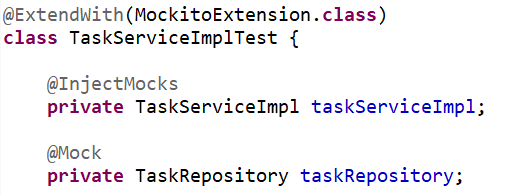 @ExtendWith(MockitoExtension.class)
class TaskServiceImplTest {
@InjectMocks
private TaskServiceImpl taskServiceImpl;
@Mock
private TaskRepository taskRepository;